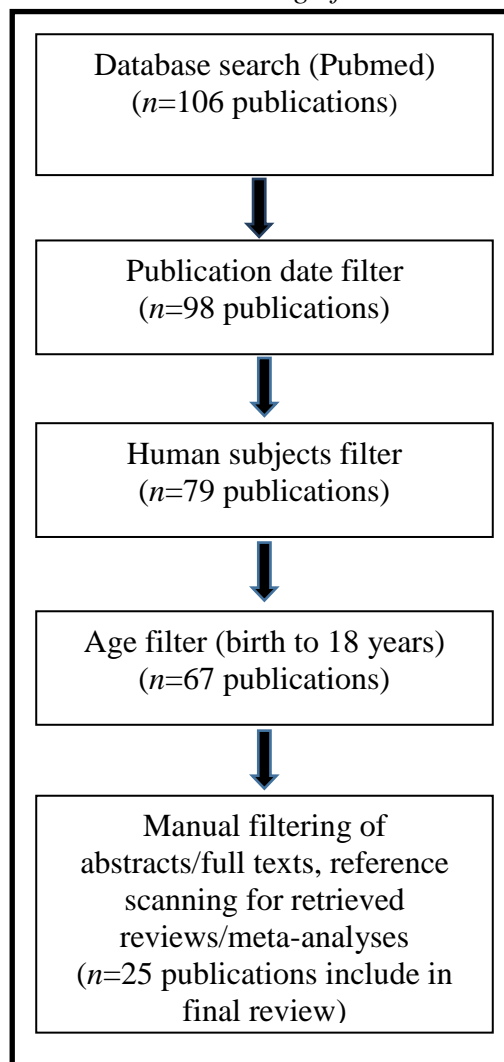 Database search (Pubmed)
(n=106 publications)
Publication date filter
(n=98 publications)
Human subjects filter
(n=79 publications)
Age filter (birth to 18 years)
(n=67 publications)
Manual filtering of
abstracts/full texts, reference
scanning for retrieved
reviews/meta-analyses
(n=25 publications include in
final review)